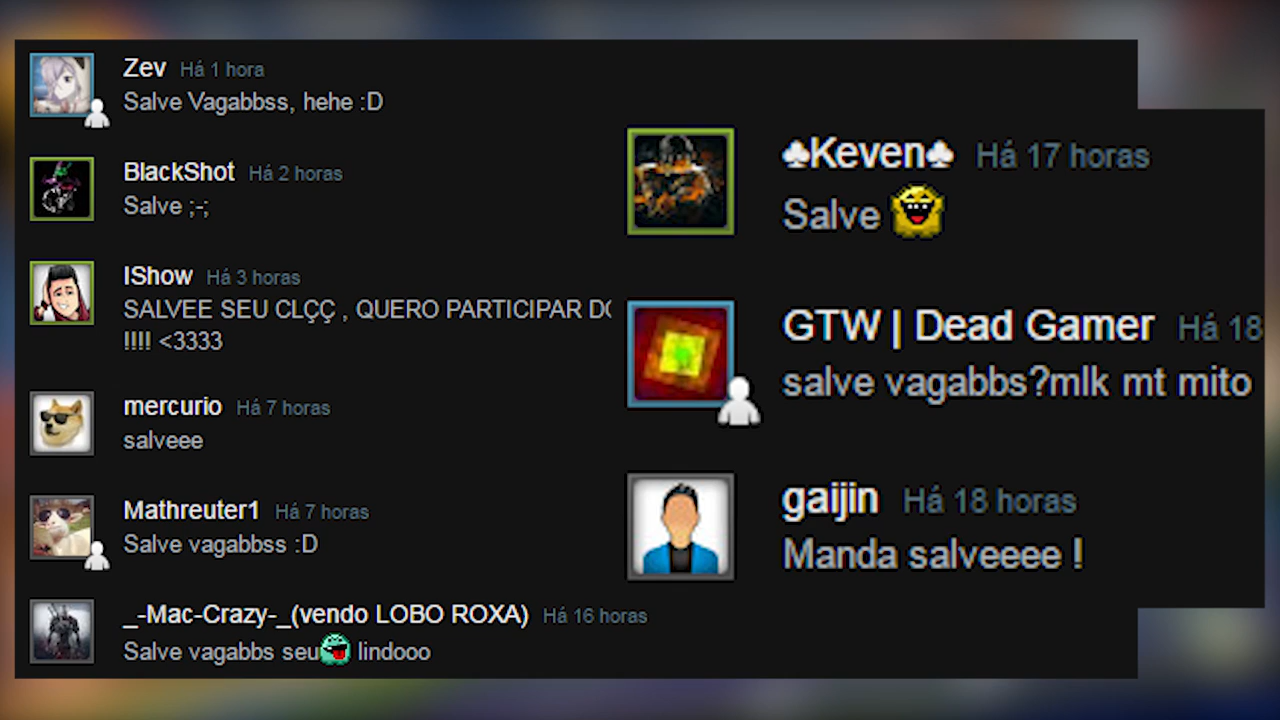 Zev Há 1 hora
Salve Vagabbss, hehe :D
BlackShot Há 2 horas
Salve ;-;
IShow Há 3 horas
SALVEE SEU CLÇÇ , QUERO PARTICIPAR
!!!! <3333
mercurio Há 7 horas
salveee
Mathreuter1 Há 7 horas
Salve vagabbss :D
_-Mac-Crazy-_(vendo LOBO ROXA) Há 16 horas
Salve vagabbs seu lindooo
♣Keven♣ Há 17 horas
Salve
GTW | Dead Gamer Há 18
salve vagabbs?mlk mt mito
gaijin Há 18 horas
Manda salveeee !